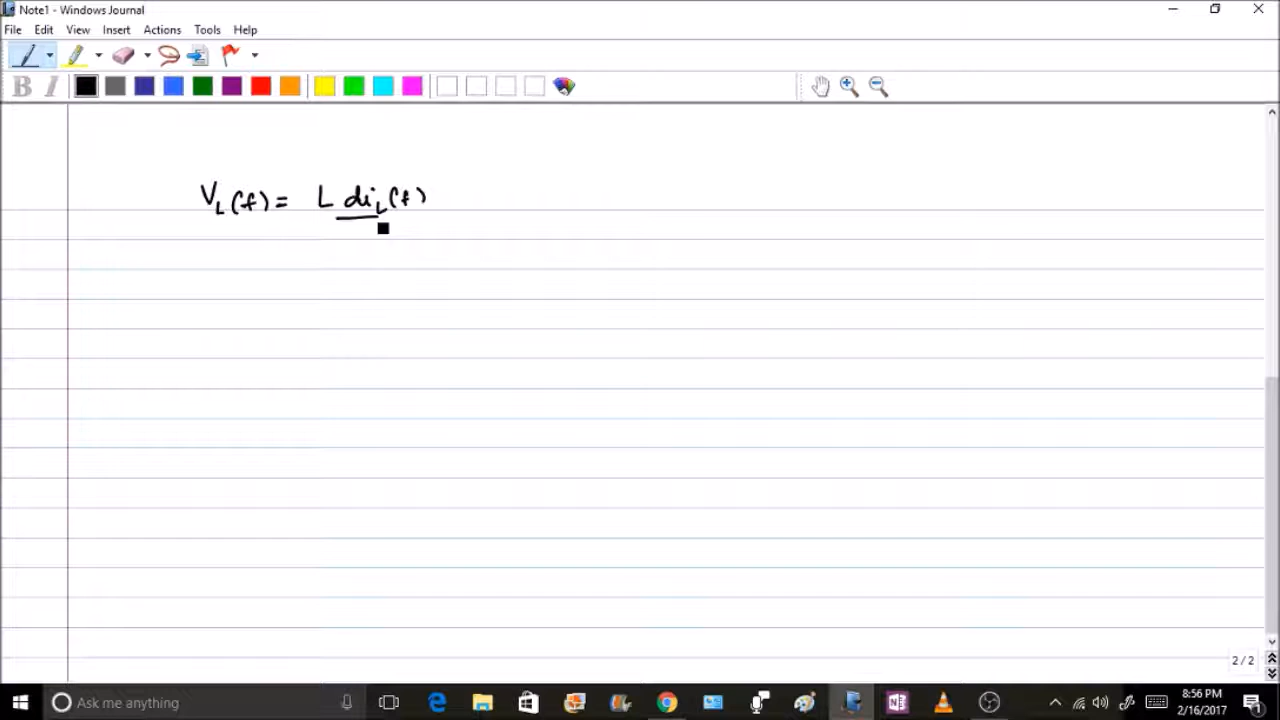 Note1 - Windows Journal
File Edit View Insert Actions Tools Help
B I
V_L(t) = L di_L(t)
2 / 2
Ask me anything
8:56 PM
2/16/2017